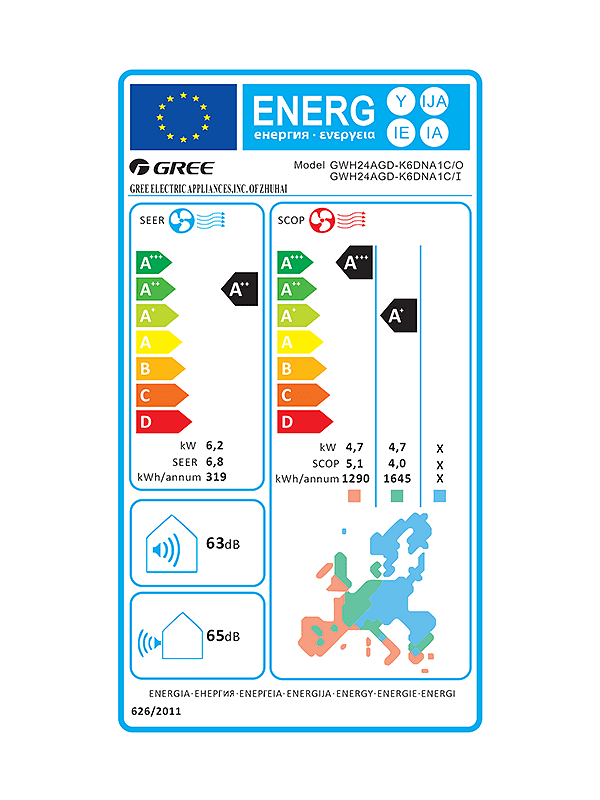 ENERG
енергия · ενεργεια
Y IJA
IE IA
GREE
Model GWH24AGD-K6DNA1C/O
GWH24AGD-K6DNA1C/I
GREE ELECTRIC APPLIANCES,INC. OF ZHUHAI
SEER
A+++
A++
A+
A
B
C
D
A++
kW 6,2
SEER 6,8
kWh/annum 319
SCOP
A+++
A++
A+
A
B
C
D
A+++
A+
kW 4,7 4,7 X
SCOP 5,1 4,0 X
kWh/annum 1290 1645 X
63dB
65dB
ENERGIA·ЕНЕРГИЯ·ΕΝΕΡΓΕΙΑ·ENERGIJA·ENERGY·ENERGIE·ENERGI
626/2011